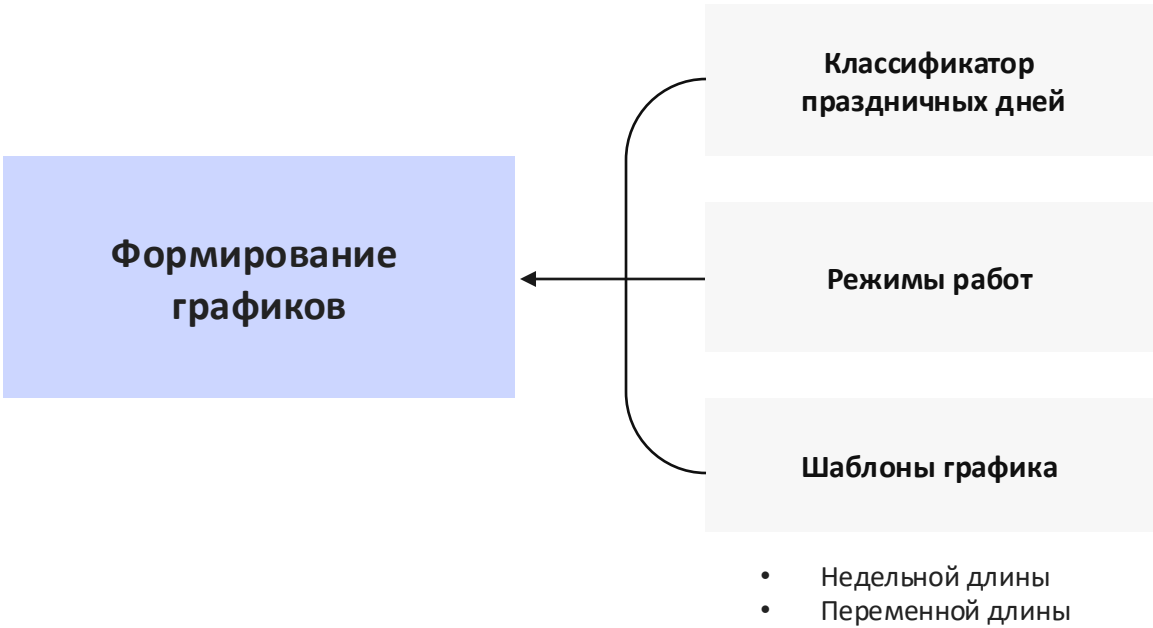 Классификатор
праздничных дней
Формирование
графиков
Режимы работ
Шаблоны графика
• Недельной длины
• Переменной длины